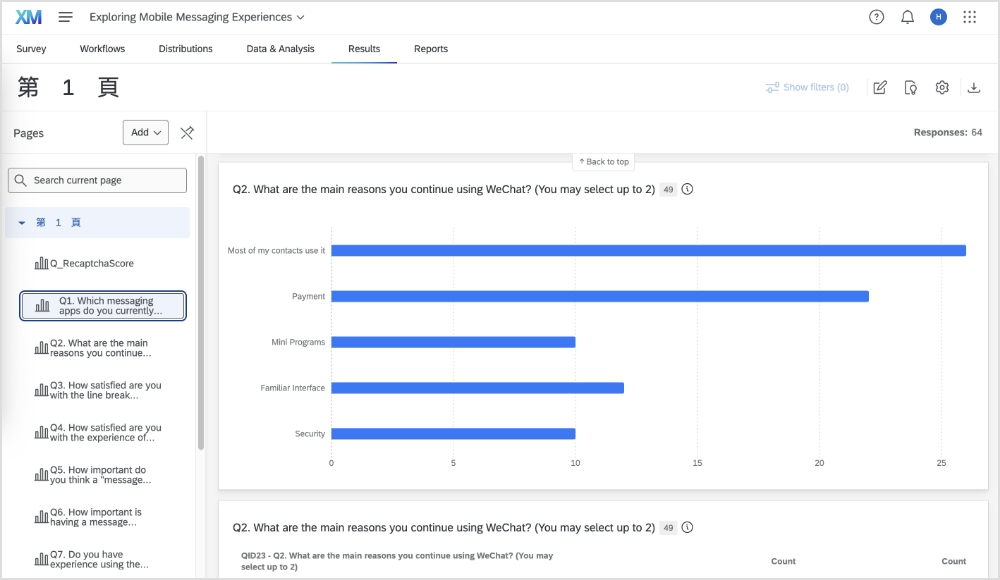 XM
Exploring Mobile Messaging Experiences
?
H
Survey
Workflows
Distributions
Data & Analysis
Results
Reports
第 1 頁
Show filters (0)
Pages
Add
Responses: 64
Search current page
第 1 頁
Q_RecaptchaScore
Q1. Which messaging
apps do you currently...
Q2. What are the main
reasons you continue...
Q3. How satisfied are you
with the line break...
Q4. How satisfied are you
with the experience of...
Q5. How important do
you think a "message...
Q6. How important is
having a message...
Q7. Do you have
experience using the...
Back to top
Q2. What are the main reasons you continue using WeChat? (You may select up to 2) 49
Most of my contacts use it
Payment
Mini Programs
Familiar Interface
Security
0 5 10 15 20 25
Q2. What are the main reasons you continue using WeChat? (You may select up to 2) 49
QID23 - Q2. What are the main reasons you continue using WeChat? (You may
select up to 2)
Count
Count